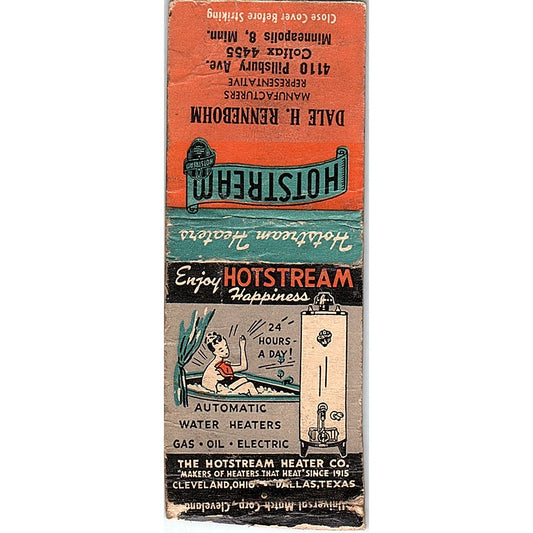 Close Cover Before Striking
Minneapolis 8, Minn.
Colfax 4455
4110 Pillsbury Ave.
REPRESENTATIVE
MANUFACTURERS
DALE H. RENNEBOHM
HOTSTREAM
HOTSTREAM
Hotstream Heaters
Enjoy HOTSTREAM
Happiness
24
HOURS-
A DAY!
AUTOMATIC
WATER HEATERS
GAS · OIL · ELECTRIC
THE HOTSTREAM HEATER CO.
"MAKERS OF HEATERS THAT HEAT" SINCE 1915
CLEVELAND, OHIO - DALLAS, TEXAS
Universal Match Corp., Cleveland